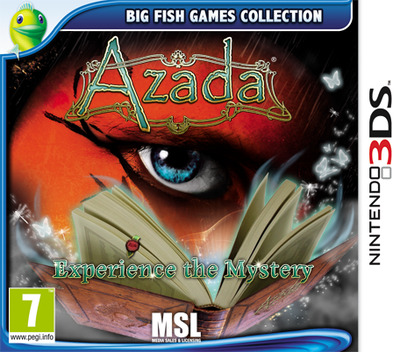 BIG FISH GAMES COLLECTION
Azada
Experience the Mystery
7
www.pegi.info
MSL
MEDIA SALES & LICENSING
NINTENDO 3DS